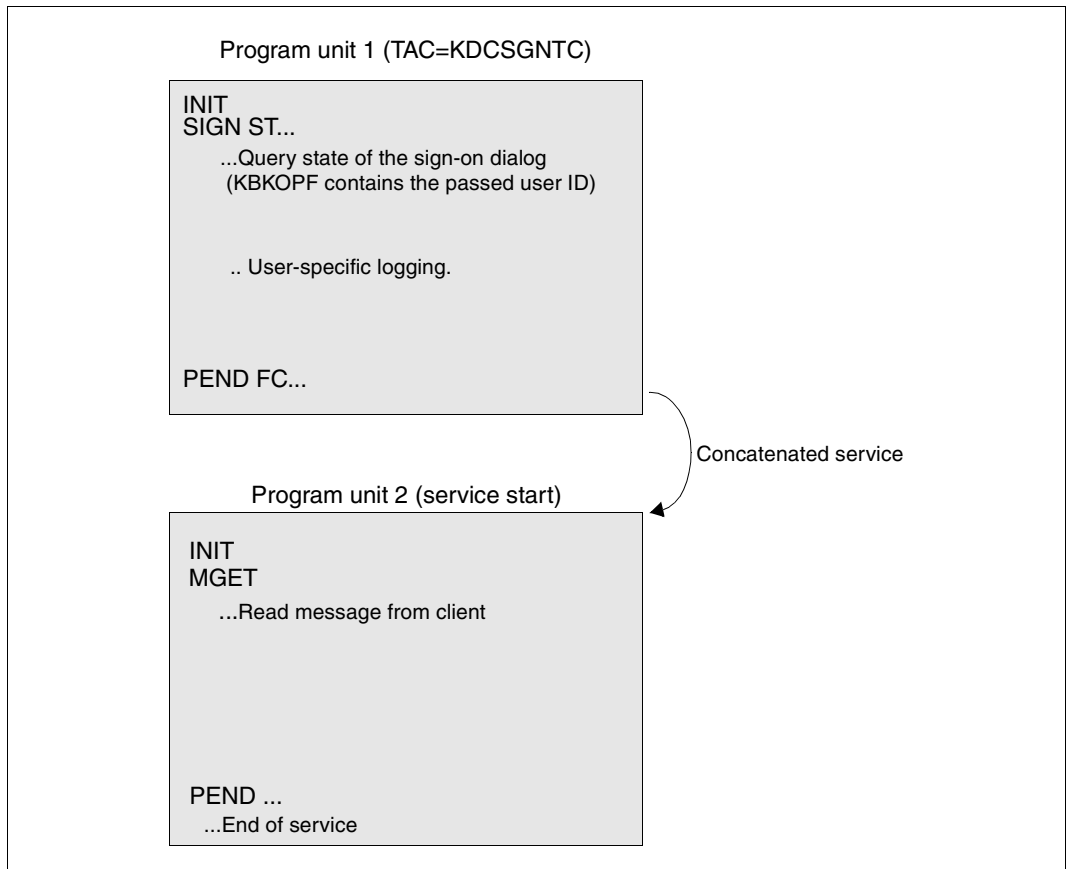 Program unit 1 (TAC=KDCSGNTC)
INIT
SIGN ST...
...Query state of the sign-on dialog
(KBKOPF contains the passed user ID)
.. User-specific logging.
PEND FC...
Concatenated service
Program unit 2 (service start)
INIT
MGET
...Read message from client
PEND ...
...End of service